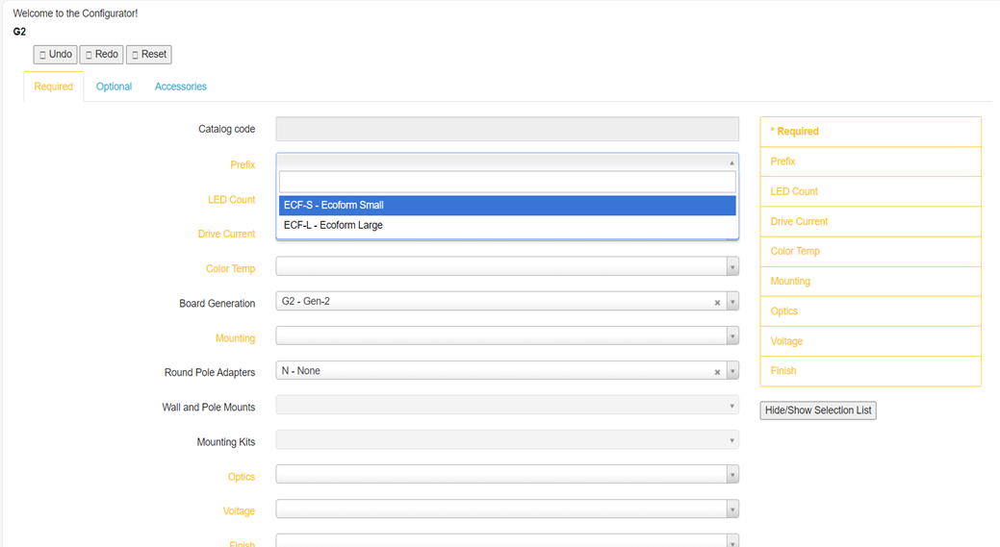 Welcome to the Configurator!
G2
Undo Redo Reset
Required Optional Accessories
Catalog code
Prefix
ECF-S - Ecoform Small
ECF-L - Ecoform Large
LED Count
Drive Current
Color Temp
Board Generation G2 - Gen-2
Mounting
Round Pole Adapters N - None
Wall and Pole Mounts
Mounting Kits
Optics
Voltage
Finish
* Required
Prefix
LED Count
Drive Current
Color Temp
Mounting
Optics
Voltage
Finish
Hide/Show Selection List